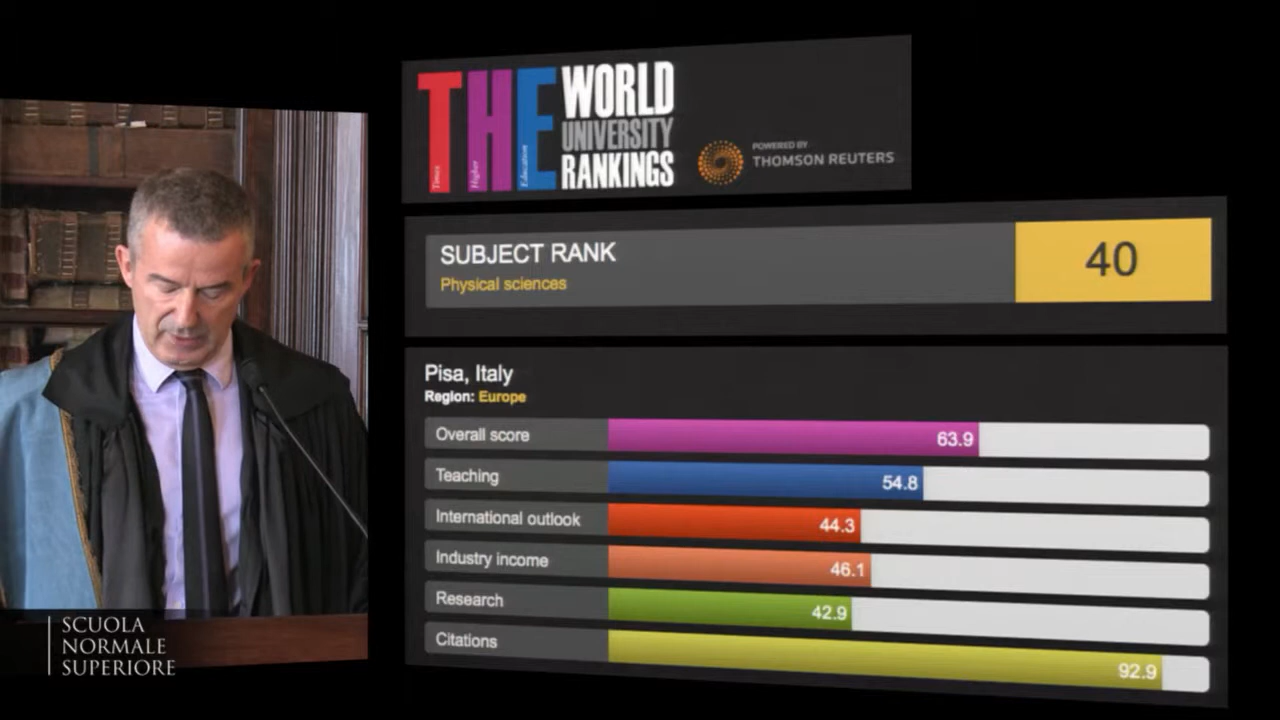 THE
Times
Higher
Education
WORLD
UNIVERSITY
RANKINGS
POWERED BY
THOMSON REUTERS
SUBJECT RANK
Physical sciences
40
Pisa, Italy
Region: Europe
Overall score 63.9
Teaching 54.8
International outlook 44.3
Industry income 46.1
Research 42.9
Citations 92.9
SCUOLA
NORMALE
SUPERIORE